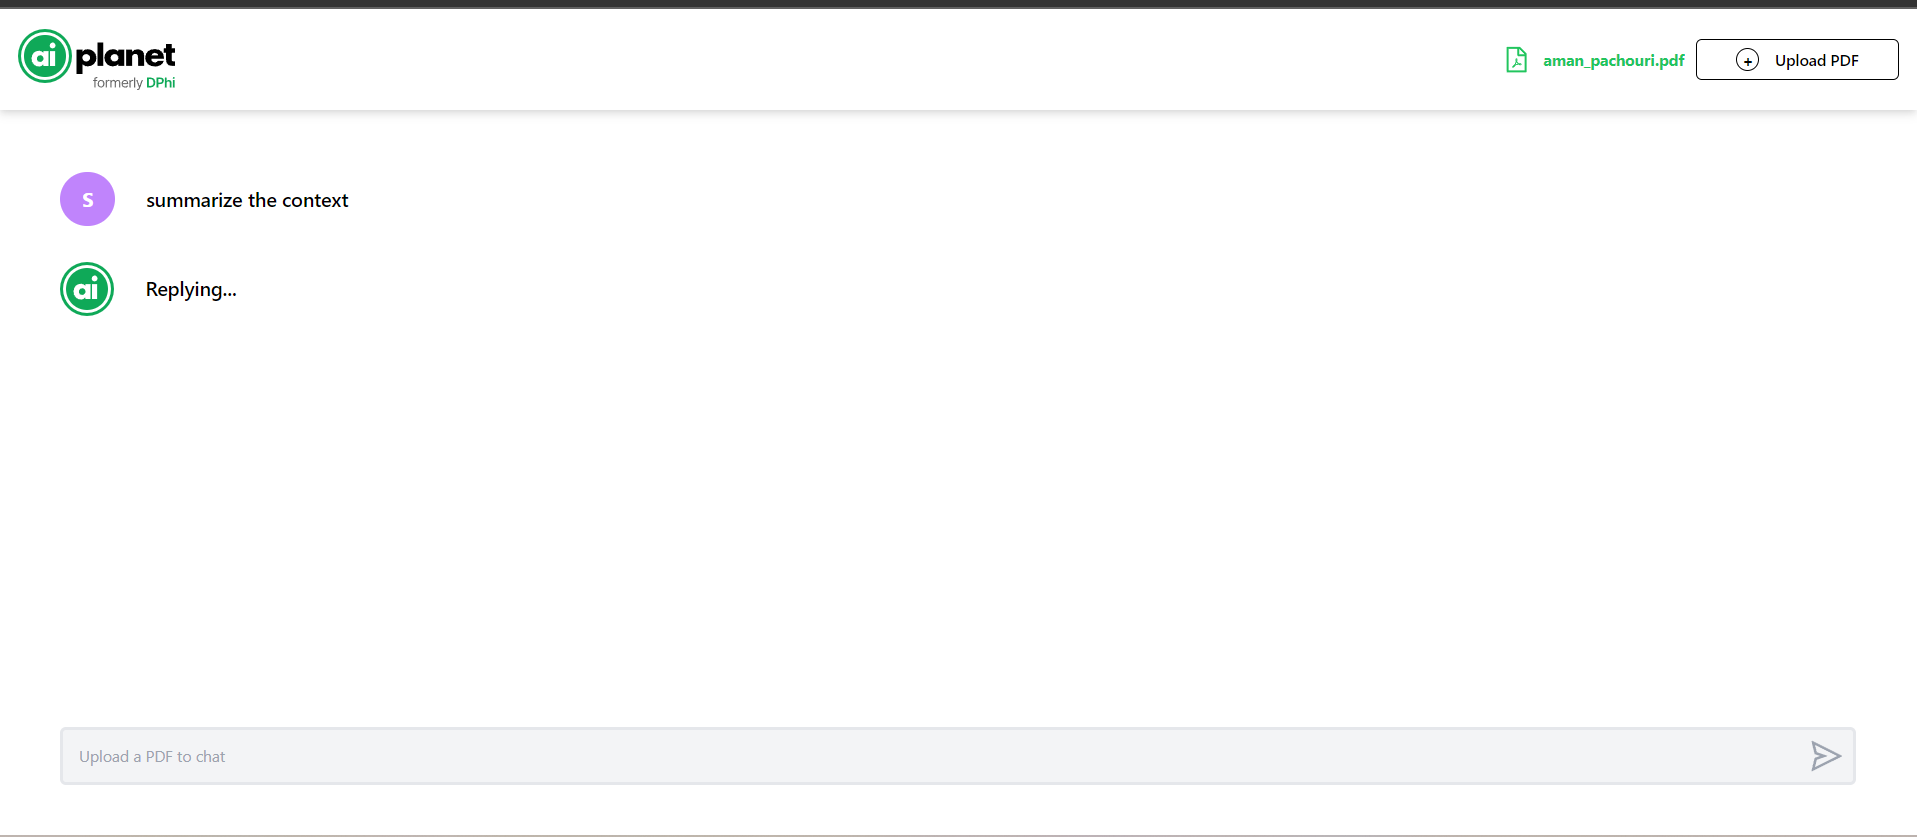 ai planet
formerly DPhi
aman_pachouri.pdf
Upload PDF
S
summarize the context
ai
Replying...
Upload a PDF to chat